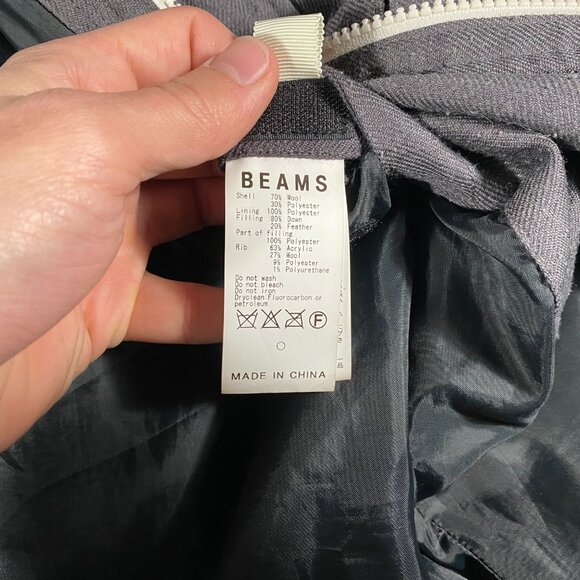 BEAMS
Shell 70% Wool
30% Polyester
Lining 100% Polyester
Filling 80% Down
20% Feather
Part of filling
100% Polyester
Rib 63% Acrylic
27% Wool
9% Polyester
1% Polyurethane
Do not wash
Do not bleach
Do not iron
Dryclean fluorocarbon or
petroleum
F
MADE IN CHINA